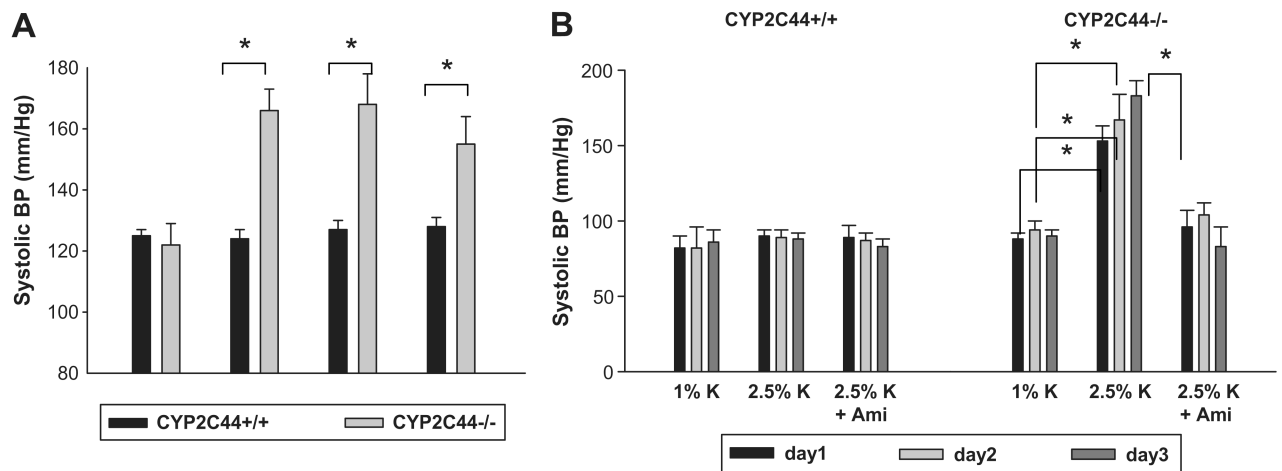 A
Systolic BP (mm/Hg)
180
160
140
120
100
80
*
*
*
CYP2C44+/+
CYP2C44-/-
B
CYP2C44+/+
CYP2C44-/-
Systolic BP (mm/Hg)
200
150
100
50
0
*
*
*
*
1% K
2.5% K
2.5% K
+ Ami
1% K
2.5% K
2.5% K
+ Ami
day1
day2
day3